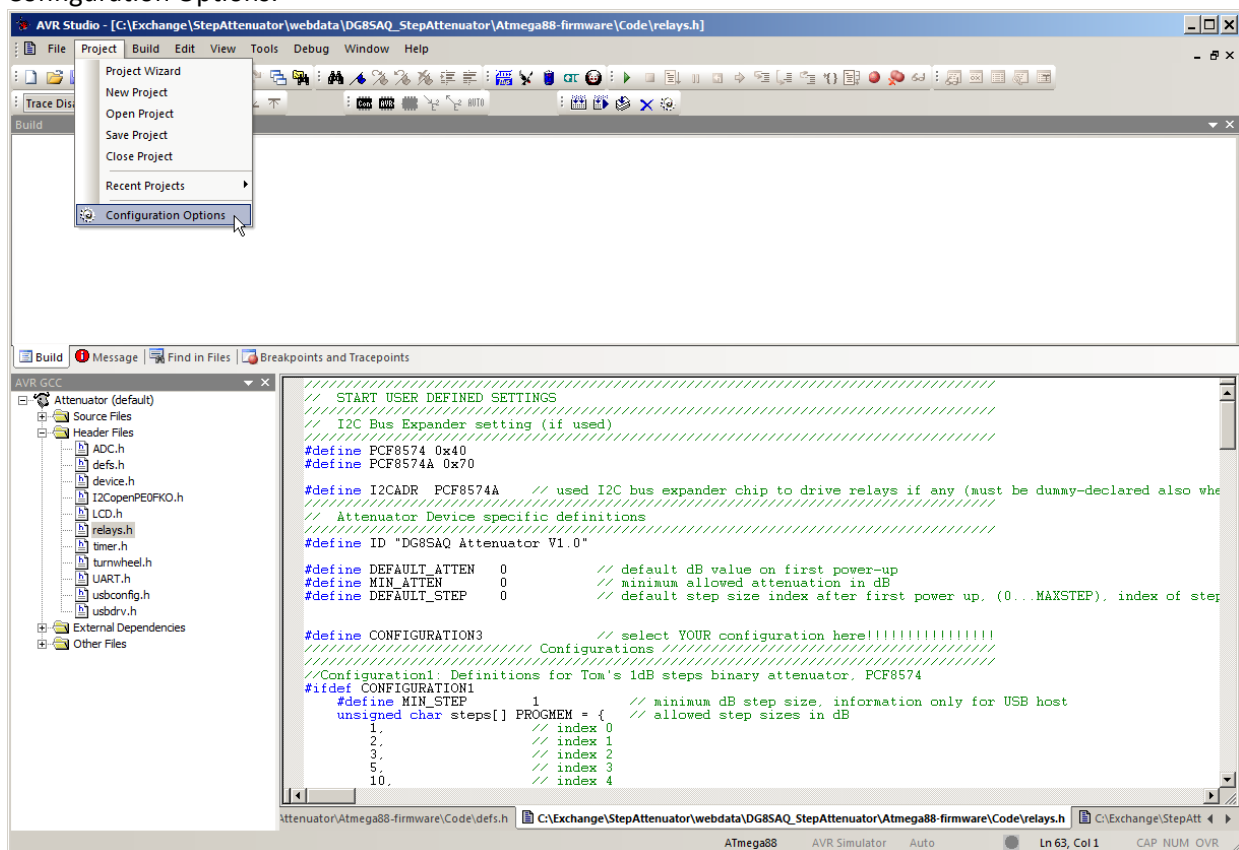 Configuration Options.
AVR Studio - [C:\Exchange\StepAttenuator\webdata\DG8SAQ_StepAttenuator\Atmega88-firmware\Code\relays.h]
File Project Build Edit View Tools Debug Window Help
Project Wizard
New Project
Open Project
Save Project
Close Project
Recent Projects
Configuration Options
Trace Disa
AUTO
Build
Build Message Find in Files Breakpoints and Tracepoints
AVR GCC
Attenuator (default)
Source Files
Header Files
ADC.h
defs.h
device.h
I2CopenPE0FKO.h
LCD.h
relays.h
timer.h
turnwheel.h
UART.h
usbconfig.h
usbdrv.h
External Dependencies
Other Files
// START USER DEFINED SETTINGS
// I2C Bus Expander setting (if used)
#define PCF8574 0x40
#define PCF8574A 0x70
#define I2CADR PCF8574A // used I2C bus expander chip to drive relays if any (must be dummy-declared also whe
// Attenuator Device specific definitions
#define ID "DG8SAQ Attenuator V1.0"
#define DEFAULT_ATTEN 0 // default dB value on first power-up
#define MIN_ATTEN 0 // minimum allowed attenuation in dB
#define DEFAULT_STEP 0 // default step size index after first power up, (0...MAXSTEP), index of step
#define CONFIGURATION3 // select YOUR configuration here!!!!!!!!!!!!!!!!!
//////////////////////////// Configurations /////////////////////////////////////////
//Configuration1: Definitions for Tom's 1dB steps binary attenuator, PCF8574
#ifdef CONFIGURATION1
#define MIN_STEP 1 // minimum dB step size, information only for USB host
unsigned char steps[] PROGMEM = { // allowed step sizes in dB
1, // index 0
2, // index 1
3, // index 2
5, // index 3
10, // index 4
Attenuator\Atmega88-firmware\Code\defs.h C:\Exchange\StepAttenuator\webdata\DG8SAQ_StepAttenuator\Atmega88-firmware\Code\relays.h C:\Exchange\StepAtt
ATmega88 AVR Simulator Auto Ln 63, Col 1 CAP NUM OVR